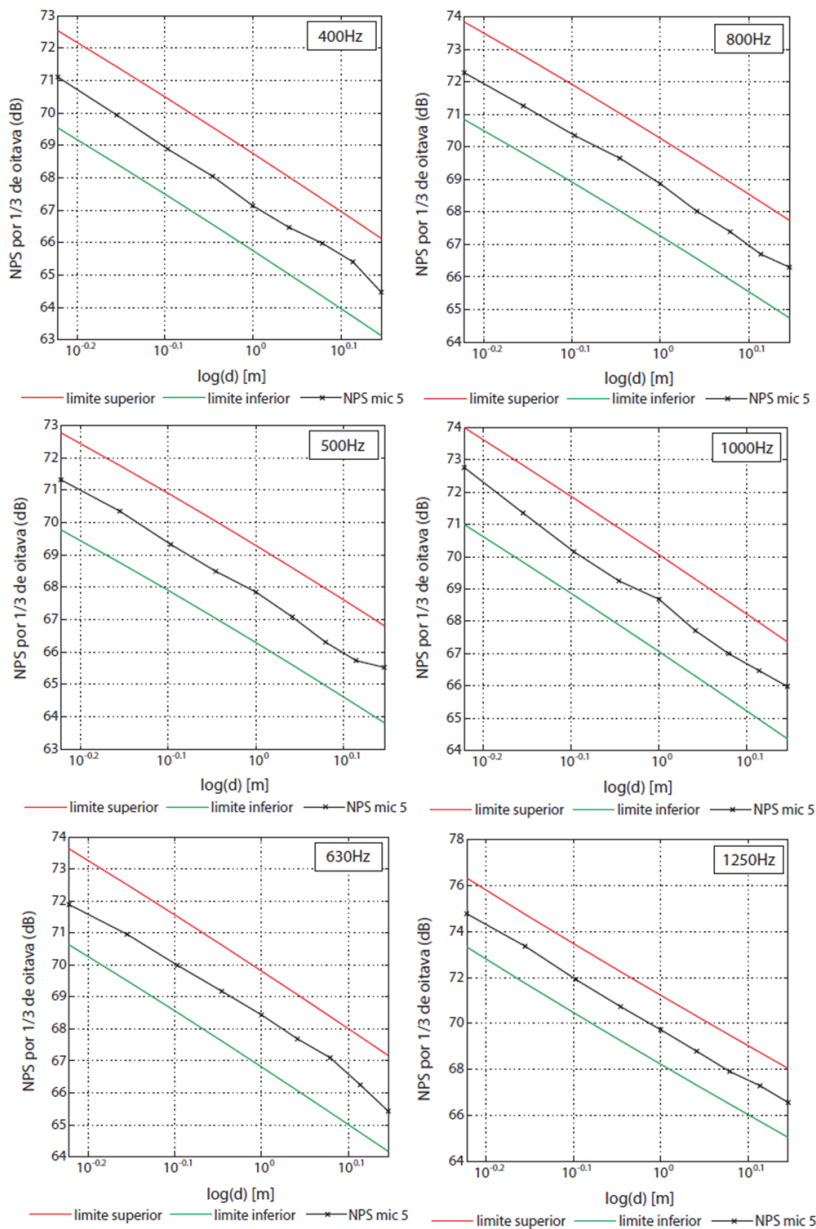 400Hz
NPS por 1/3 de oitava (dB)
73
72
71
70
69
68
67
66
65
64
63
10^-0.2
10^-0.1
10^0
10^0.1
log(d) [m]
limite superior
limite inferior
NPS mic 5
800Hz
NPS por 1/3 de oitava (dB)
74
73
72
71
70
69
68
67
66
65
64
10^-0.2
10^-0.1
10^0
10^0.1
log(d) [m]
limite superior
limite inferior
NPS mic 5
500Hz
NPS por 1/3 de oitava (dB)
73
72
71
70
69
68
67
66
65
64
63
10^-0.2
10^-0.1
10^0
10^0.1
log(d) [m]
limite superior
limite inferior
NPS mic 5
1000Hz
NPS por 1/3 de oitava (dB)
74
73
72
71
70
69
68
67
66
65
64
10^-0.2
10^-0.1
10^0
10^0.1
log(d) [m]
limite superior
limite inferior
NPS mic 5
630Hz
NPS por 1/3 de oitava (dB)
74
73
72
71
70
69
68
67
66
65
64
10^-0.2
10^-0.1
10^0
10^0.1
log(d) [m]
limite superior
limite inferior
NPS mic 5
1250Hz
NPS por 1/3 de oitava (dB)
78
76
74
72
70
68
66
64
10^-0.2
10^-0.1
10^0
10^0.1
log(d) [m]
limite superior
limite inferior
NPS mic 5